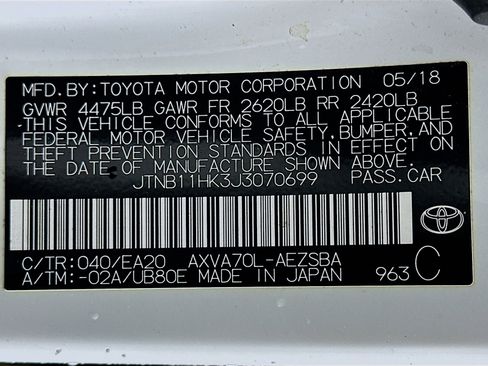 MFD.BY:TOYOTA MOTOR CORPORATION 05/18
GVWR 4475LB GAWR FR 2620LB RR 2420LB
THIS VEHICLE CONFORMS TO ALL APPLICABLE
FEDERAL MOTOR VEHICLE SAFETY, BUMPER, AND
THEFT PREVENTION STANDARDS IN EFFECT ON
THE DATE OF MANUFACTURE SHOWN ABOVE.
JTNB11HK3J3070699 PASS.CAR
C/TR:040/EA20 AXVA70L-AEZSBA
A/TM:-02A/UB80E MADE IN JAPAN 963 C
TOYOTA